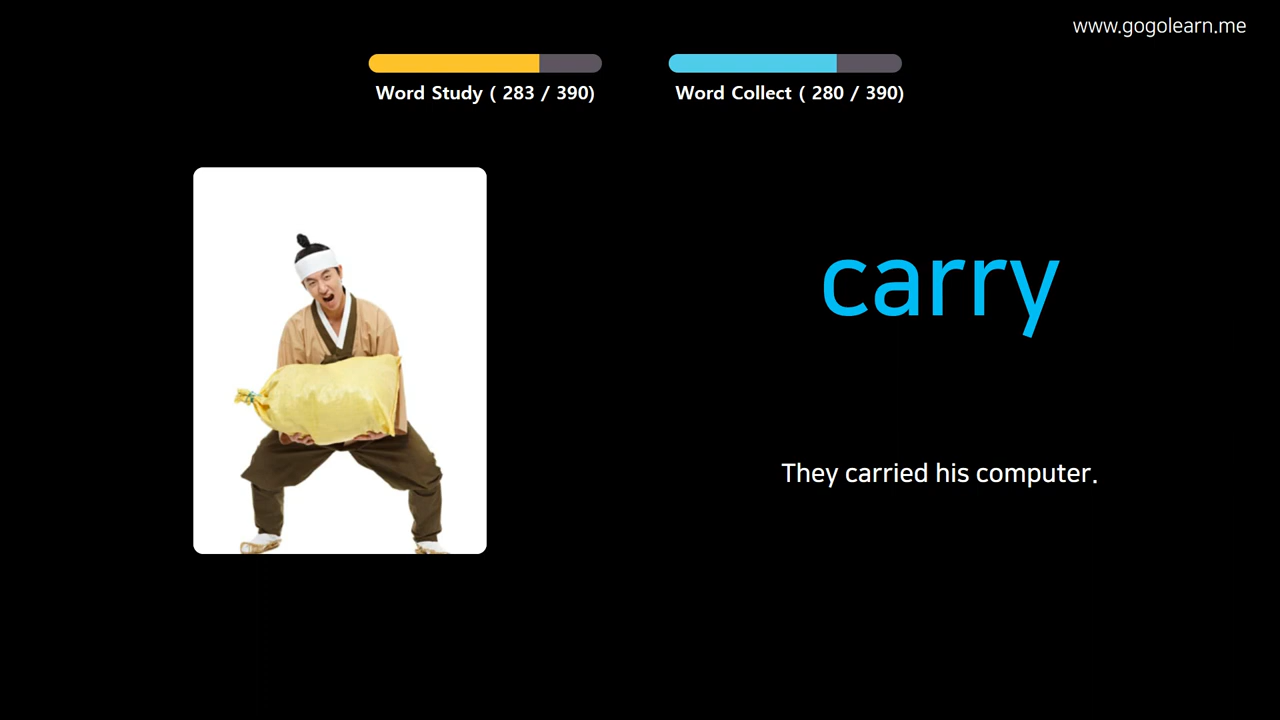 www.gogolearn.me
Word Study ( 283 / 390)
Word Collect ( 280 / 390)
carry
They carried his computer.